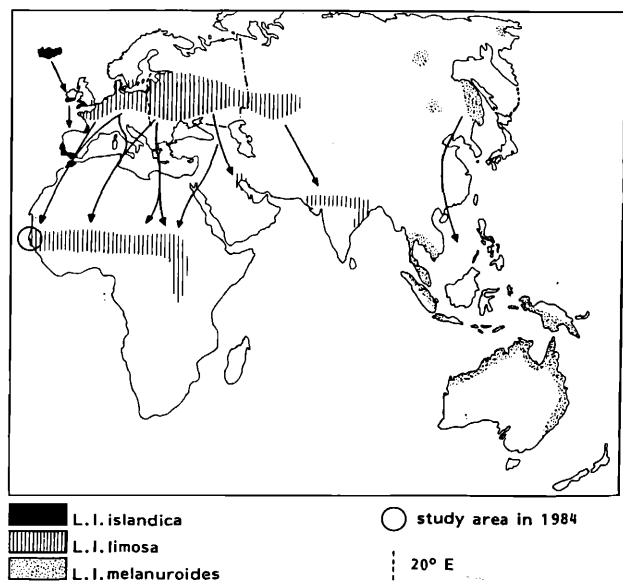 L.l.islandica
L.l.limosa
L.l.melanuroides
study area in 1984
20° E